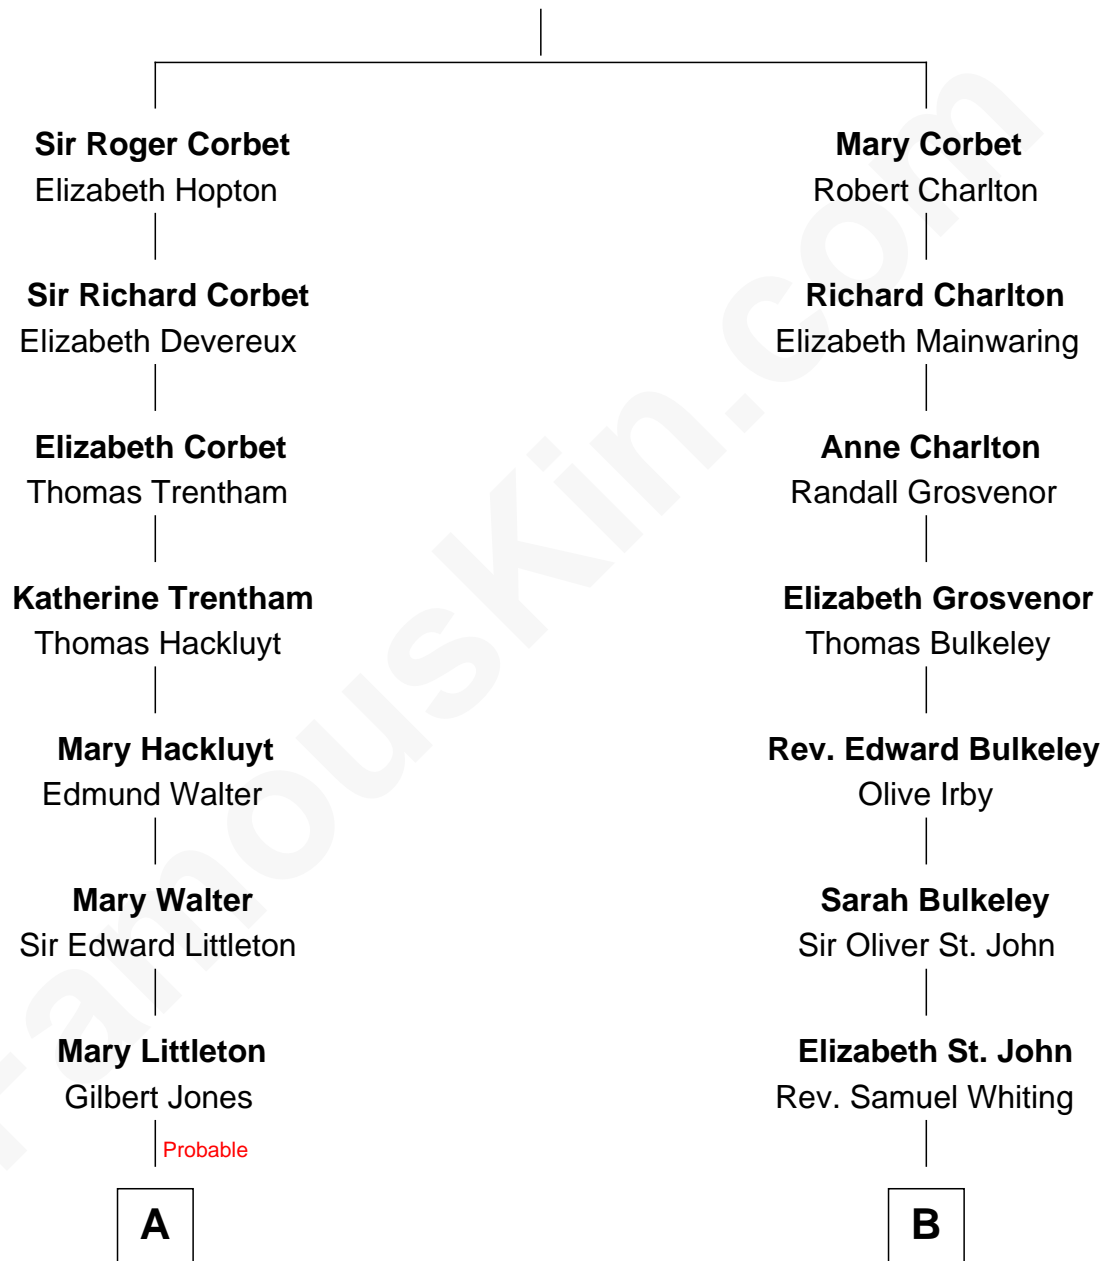 Sir Roger Corbet
Elizabeth Hopton
Mary Corbet
Robert Charlton
Sir Richard Corbet
Elizabeth Devereux
Richard Charlton
Elizabeth Mainwaring
Elizabeth Corbet
Thomas Trentham
Anne Charlton
Randall Grosvenor
Katherine Trentham
Thomas Hackluyt
Elizabeth Grosvenor
Thomas Bulkeley
Mary Hackluyt
Edmund Walter
Rev. Edward Bulkeley
Olive Irby
Mary Walter
Sir Edward Littleton
Sarah Bulkeley
Sir Oliver St. John
Mary Littleton
Gilbert Jones
Elizabeth St. John
Rev. Samuel Whiting
Probable
A
B
FamousKin.com